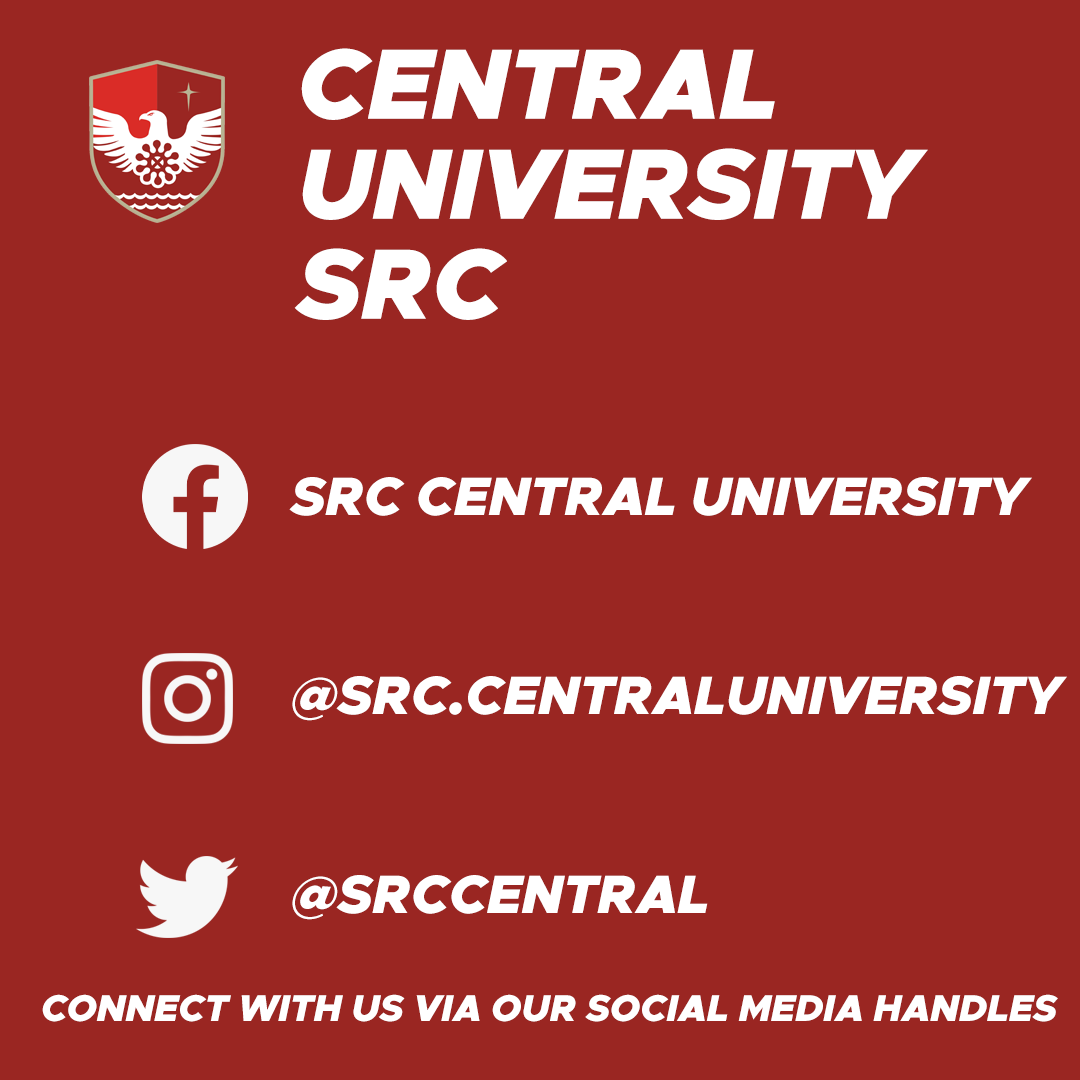 CENTRAL
UNIVERSITY
SRC
SRC CENTRAL UNIVERSITY
@SRC.CENTRALUNIVERSITY
@SRCCENTRAL
CONNECT WITH US VIA OUR SOCIAL MEDIA HANDLES